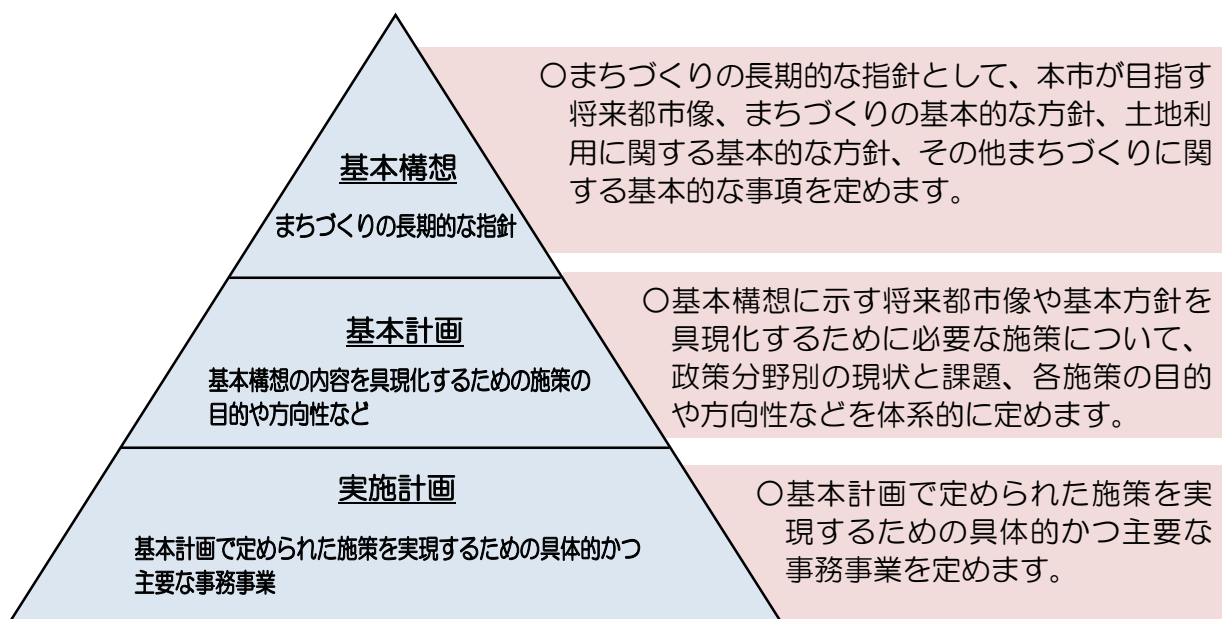 基本構想
まちづくりの長期的な指針
〇まちづくりの長期的な指針として、本市が目指す
将来都市像、まちづくりの基本的な方針、土地利
用に関する基本的な方針、その他まちづくりに関
する基本的な事項を定めます。
基本計画
基本構想の内容を具現化するための施策の
目的や方向性など
〇基本構想に示す将来都市像や基本方針を
具現化するために必要な施策について、
政策分野別の現状と課題、各施策の目的
や方向性などを体系的に定めます。
実施計画
基本計画で定められた施策を実現するための具体的かつ
主要な事務事業
〇基本計画で定められた施策を実
現するための具体的かつ主要な
事務事業を定めます。